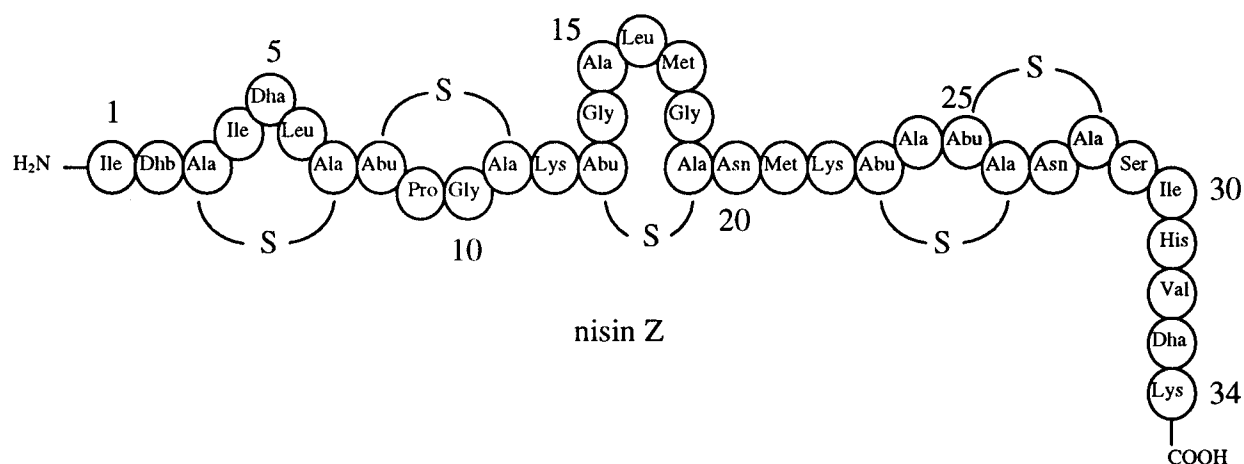 H₂N
1
Ile Dhb Ala Ile Dha Leu Ala Abu Pro Gly Ala Lys Abu Gly Ala Leu Met Gly Ala Asn Met Lys Abu Ala Abu Ala Asn Ala Ser Ile His Val Dha Lys
5
10
15
20
25
30
34
S
S
S
S
S
COOH
nisin Z